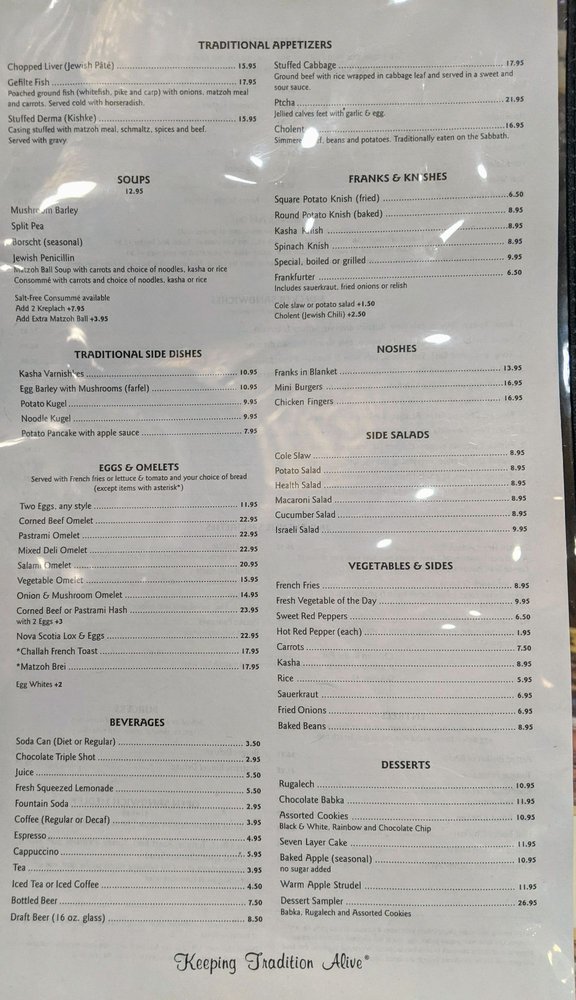 TRADITIONAL APPETIZERS
Chopped Liver (Jewish Pâté) 15.95
Gefilte Fish 17.95
Poached ground fish (whitefish, pike and carp) with onions, matzoh meal
and carrots. Served cold with horseradish.
Stuffed Derma (Kishke) 15.95
Casing stuffed with matzoh meal, schmaltz, spices and beef.
Served with gravy.
Stuffed Cabbage 17.95
Ground beef with rice wrapped in cabbage leaf and served in a sweet and
sour sauce.
Ptcha 21.95
Jellied calves feet with garlic & egg.
Cholent 16.95
beans and potatoes. Traditionally eaten on the Sabbath.
SOUPS
12.95
Mushroom Barley
Split Pea
Borscht (seasonal)
Jewish Penicillin
Matzoh Ball Soup with carrots and choice of noodles, kasha or rice
Consommé with carrots and choice of noodles, kasha or rice
Salt-Free Consummé available
Add 2 Kreplach +7.95
Add Extra Matzoh Ball +3.95
FRANKS & KNISHES
Square Potato Knish (fried) 6.50
Round Potato Knish (baked) 8.95
Kasha Knish 8.95
Spinach Knish 8.95
Special, boiled or grilled 9.95
Frankfurter 6.50
Includes sauerkraut, fried onions or relish
Cole slaw or potato salad +1.50
Cholent (Jewish Chili) +2.50
TRADITIONAL SIDE DISHES
Kasha Varnishkes 10.95
Egg Barley with Mushrooms (farfel) 10.95
Potato Kugel 9.95
Noodle Kugel 9.95
Potato Pancake with apple sauce 7.95
NOSHES
Franks in Blanket 13.95
Mini Burgers 16.95
Chicken Fingers 16.95
EGGS & OMELETS
Served with French fries or lettuce & tomato and your choice of bread
(except items with asterisk*)
Two Eggs, any style 11.95
Corned Beef Omelet 22.95
Pastrami Omelet 22.95
Mixed Deli Omelet 22.95
Salami Omelet 20.95
Vegetable Omelet 15.95
Onion & Mushroom Omelet 14.95
Corned Beef or Pastrami Hash 23.95
with 2 Eggs +3
Nova Scotia Lox & Eggs 22.95
*Challah French Toast 17.95
*Matzoh Brei 17.95
Egg Whites +2
SIDE SALADS
Cole Slaw 8.95
Potato Salad 8.95
Health Salad 8.95
Macaroni Salad 8.95
Cucumber Salad 8.95
Israeli Salad 9.95
VEGETABLES & SIDES
French Fries 8.95
Fresh Vegetable of the Day 9.95
Sweet Red Peppers 6.50
Hot Red Pepper (each) 1.95
Carrots 7.50
Kasha 8.95
Rice 5.95
Sauerkraut 6.95
Fried Onions 6.95
Baked Beans 8.95
BEVERAGES
Soda Can (Diet or Regular) 3.50
Chocolate Triple Shot 2.95
Juice 5.50
Fresh Squeezed Lemonade 5.50
Fountain Soda 2.95
Coffee (Regular or Decaf) 3.95
Espresso 4.95
Cappuccino 5.95
Tea 3.95
Iced Tea or Iced Coffee 4.50
Bottled Beer 7.50
Draft Beer (16 oz. glass) 8.50
DESSERTS
Rugalech 10.95
Chocolate Babka 11.95
Assorted Cookies 10.95
Black & White, Rainbow and Chocolate Chip
Seven Layer Cake 11.95
Baked Apple (seasonal) 10.95
no sugar added
Warm Apple Strudel 11.95
Dessert Sampler 26.95
Babka, Rugalech and Assorted Cookies
Keeping Tradition Alive®